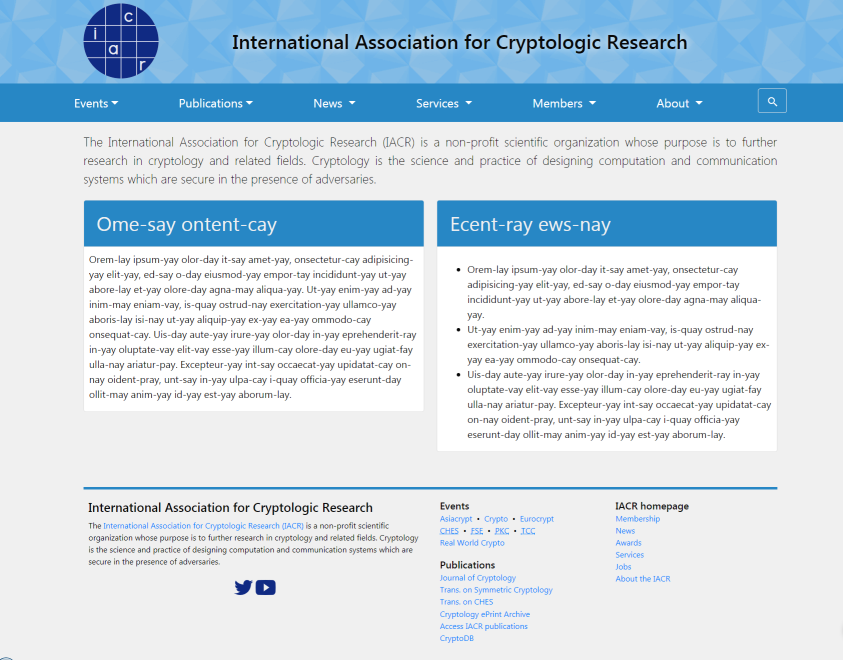 c
i
a
r
International Association for Cryptologic Research
Events Publications News Services Members About
The International Association for Cryptologic Research (IACR) is a non-profit scientific organization whose purpose is to further
research in cryptology and related fields. Cryptology is the science and practice of designing computation and communication
systems which are secure in the presence of adversaries.
Ome-say ontent-cay
Orem-lay ipsum-yay olor-day it-say amet-yay, onsectetur-cay adipisicing-
yay elit-yay, ed-say o-day eiusmod-yay empor-tay incididunt-yay ut-yay
abore-lay et-yay olore-day agna-may aliqua-yay. Ut-yay enim-yay ad-yay
inim-may eniam-vay, is-quay ostrud-nay exercitation-yay ullamco-yay
aboris-lay isi-nay ut-yay aliquip-yay ex-yay ea-yay ommodo-cay
onsequat-cay. Uis-day aute-yay irure-yay olor-day in-yay eprehenderit-ray
in-yay oluptate-vay elit-vay esse-yay illum-cay olore-day eu-yay ugiat-fay
ulla-nay ariatur-pay. Excepteur-yay int-say occaecat-yay upidatat-cay on-
nay oident-pray, unt-say in-yay ulpa-cay i-quay officia-yay eserunt-day
ollit-may anim-yay id-yay est-yay aborum-lay.
Ecent-ray ews-nay
• Orem-lay ipsum-yay olor-day it-say amet-yay, onsectetur-cay
adipisicing-yay elit-yay, ed-say o-day eiusmod-yay empor-tay
incididunt-yay ut-yay abore-lay et-yay olore-day agna-may aliqua-
yay.
• Ut-yay enim-yay ad-yay inim-may eniam-vay, is-quay ostrud-nay
exercitation-yay ullamco-yay aboris-lay isi-nay ut-yay aliquip-yay ex-
yay ea-yay ommodo-cay onsequat-cay.
• Uis-day aute-yay irure-yay olor-day in-yay eprehenderit-ray in-yay
oluptate-vay elit-vay esse-yay illum-cay olore-day eu-yay ugiat-fay
ulla-nay ariatur-pay. Excepteur-yay int-say occaecat-yay upidatat-cay
on-nay oident-pray, unt-say in-yay ulpa-cay i-quay officia-yay
eserunt-day ollit-may anim-yay id-yay est-yay aborum-lay.
International Association for Cryptologic Research
The International Association for Cryptologic Research (IACR) is a non-profit scientific
organization whose purpose is to further research in cryptology and related fields. Cryptology
is the science and practice of designing computation and communication systems which are
secure in the presence of adversaries.
Events
Asiacrypt • Crypto • Eurocrypt
CHES • FSE • PKC • TCC
Real World Crypto
Publications
Journal of Cryptology
Trans. on Symmetric Cryptology
Trans. on CHES
Cryptology ePrint Archive
Access IACR publications
CryptoDB
IACR homepage
Membership
News
Awards
Services
Jobs
About the IACR